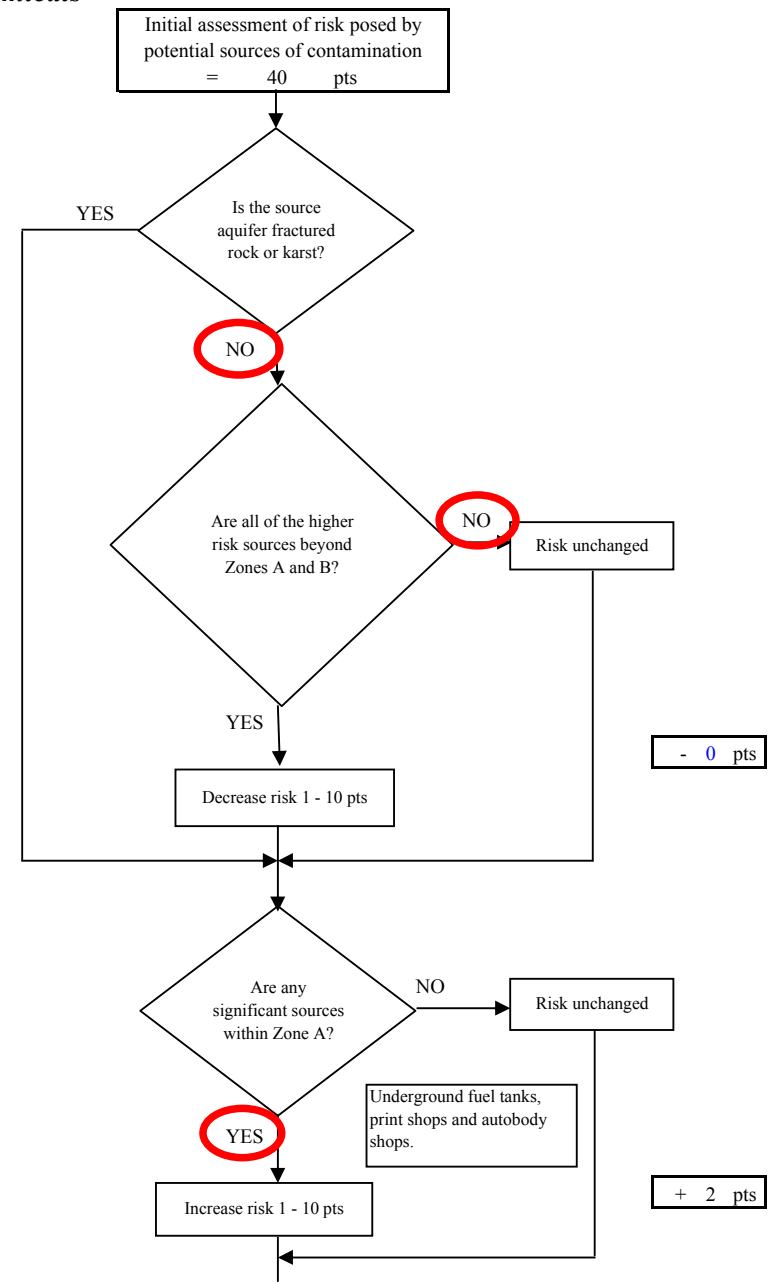 Initial assessment of risk posed by
potential sources of contamination
= 40 pts
YES
Is the source
aquifer fractured
rock or karst?
NO
Are all of the higher
risk sources beyond
Zones A and B?
NO
Risk unchanged
YES
- 0 pts
Decrease risk 1 - 10 pts
Are any
significant sources
within Zone A?
NO
Risk unchanged
Underground fuel tanks,
print shops and autobody
shops.
YES
+ 2 pts
Increase risk 1 - 10 pts